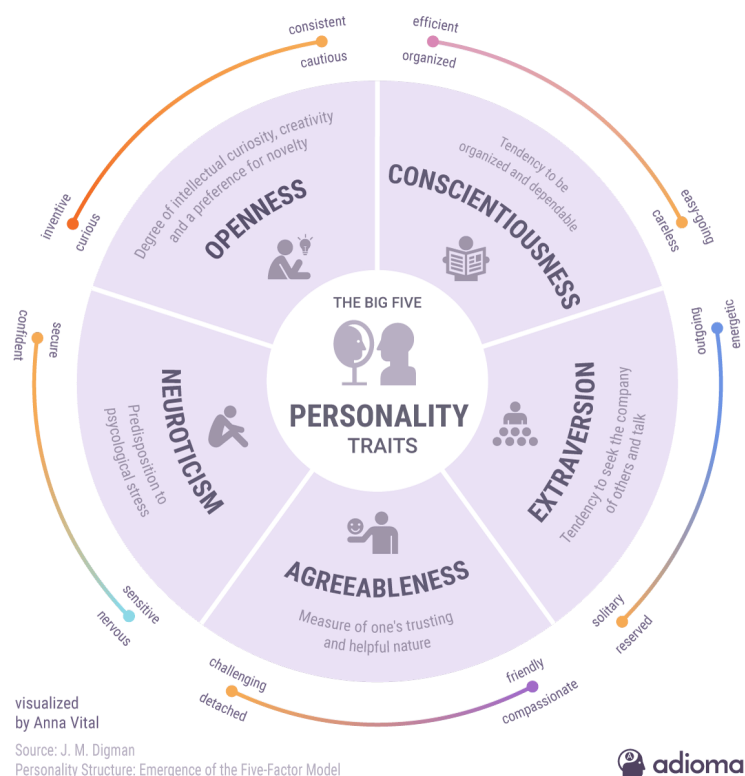 consistent
cautious
inventive
curious
Degree of intellectual curiosity, creativity
and a preference for novelty
OPENNESS
efficient
organized
easy-going
careless
Tendency to be
organized and dependable
CONSCIENTIOUSNESS
THE BIG FIVE
PERSONALITY
TRAITS
energetic
outgoing
solitary
reserved
EXTRAVERSION
Tendency to seek the company
of others and talk
AGREEABLENESS
Measure of one's trusting
and helpful nature
friendly
compassionate
challenging
detached
NEUROTICISM
Predisposition to
psycological stress
secure
confident
sensitive
nervous
visualized
by Anna Vital
Source: J. M. Digman
Personality Structure: Emergence of the Five-Factor Model
adioma